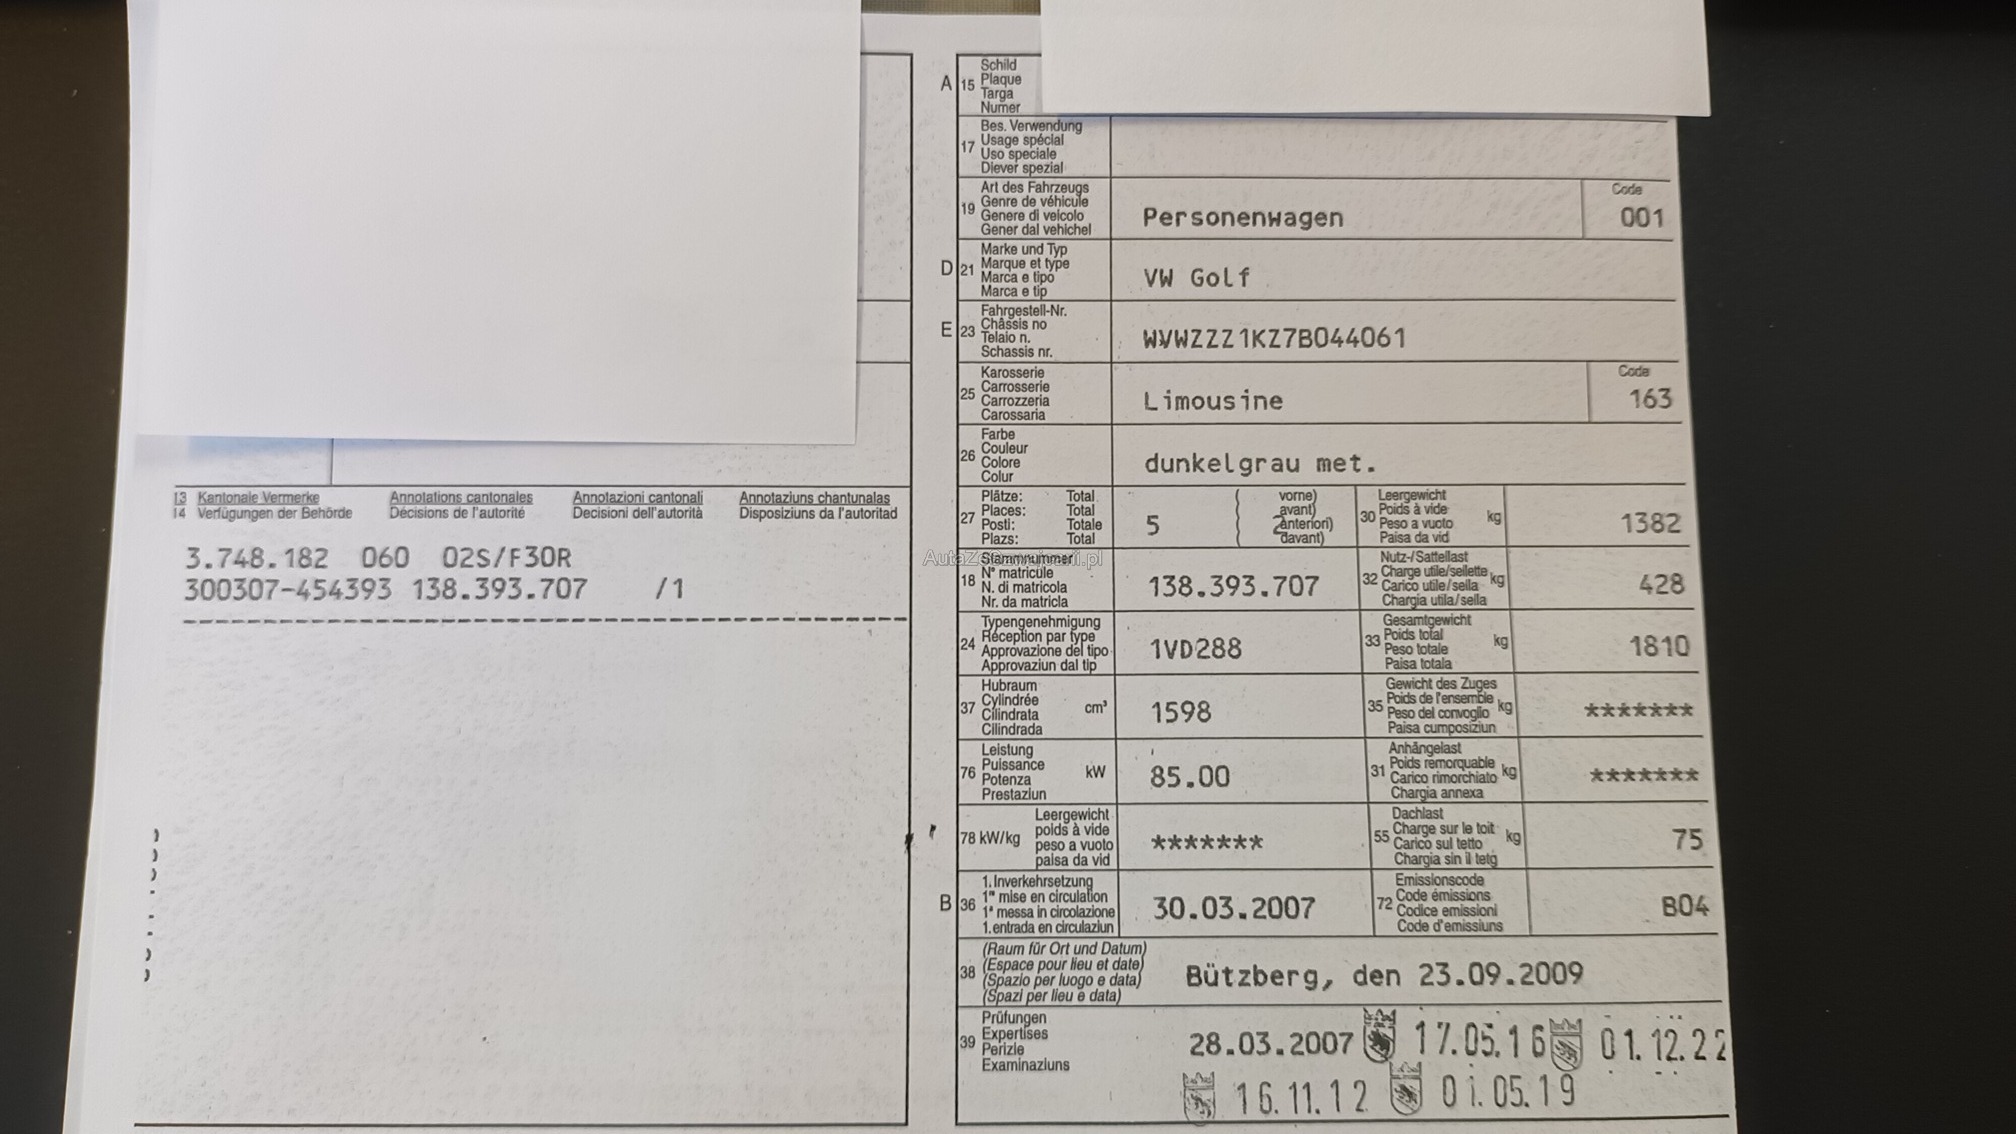 13 Kantonale Vermerke Annotations cantonales Annotazioni cantonali Annotaziuns chantunalas
14 Verfügungen der Behörde Décisions de l'autorité Decisioni dell'autorità Disposiziuns da l'autoritad
3.748.182 060 02S/F30R
300307-454393 138.393.707 /1
A 15 Schild
Plaque
Targa
Numer
17 Bes. Verwendung
Usage spécial
Uso speciale
Diever spezial
19 Art des Fahrzeugs
Genre de véhicule
Genere di veicolo
Gener dal vehichel
Personenwagen
Code
001
D 21 Marke und Typ
Marque et type
Marca e tipo
Marca e tip
VW Golf
E 23 Fahrgestell-Nr.
Châssis no
Telaio n.
Schassis nr.
WVWZZZ1KZ7B044061
25 Karosserie
Carrosserie
Carrozzeria
Carossaria
Limousine
Code
163
26 Farbe
Couleur
Colore
Colur
dunkelgrau met.
27 Plätze: Total
Places: Total
Posti: Totale
Plazs: Total
5
( vorne)
( avant)
( anteriori)
( davant)
30 Leergewicht
Poids à vide
Peso a vuoto
Paisa da vid
kg
1382
18 Stammnummer
N° matricule
N. di matricola
Nr. da matricla
138.393.707
32 Nutz-/Sattellast
Charge utile/sellette
Carico utile/sella
Chargia utila/sella
kg
428
24 Typengenehmigung
Réception par type
Approvazione del tipo
Approvaziun dal tip
1VD288
33 Gesamtgewicht
Poids total
Peso totale
Paisa totala
kg
1810
37 Hubraum
Cylindrée
Cilindrata
Cilindrada
cm³
1598
35 Gewicht des Zuges
Poids de l'ensemble
Peso del convoglio
Paisa cumposiziun
kg
*******
76 Leistung
Puissance
Potenza
Prestaziun
kW
85.00
31 Anhängelast
Poids remorquable
Carico rimorchiato
Chargia annexa
kg
*******
78 kW/kg Leergewicht
poids à vide
peso a vuoto
paisa da vid
*******
55 Dachlast
Charge sur le toit
Carico sul tetto
Chargia sin il tetg
kg
75
B 36 1. Inverkehrsetzung
1re mise en circulation
1a messa in circolazione
1. entrada en circulaziun
30.03.2007
72 Emissionscode
Code émissions
Codice emissioni
Code d'emissiuns
B04
38 (Raum für Ort und Datum)
(Espace pour lieu et date)
(Spazio per luogo e data)
(Spazi per lieu e data)
Bützberg, den 23.09.2009
39 Prüfungen
Expertises
Perizie
Examinaziuns
28.03.2007 17.05.16 01.12.22
16.11.12 01.05.19